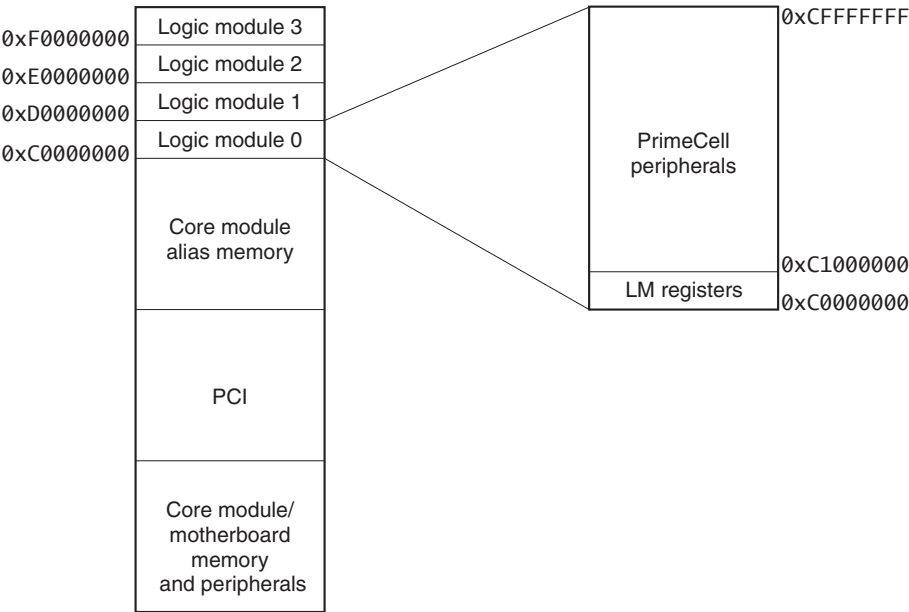 0xF0000000
0xE0000000
0xD0000000
0xC0000000
Logic module 3
Logic module 2
Logic module 1
Logic module 0
Core module
alias memory
PCI
Core module/
motherboard
memory
and peripherals
0xCFFFFFFF
PrimeCell
peripherals
0xC1000000
LM registers
0xC0000000